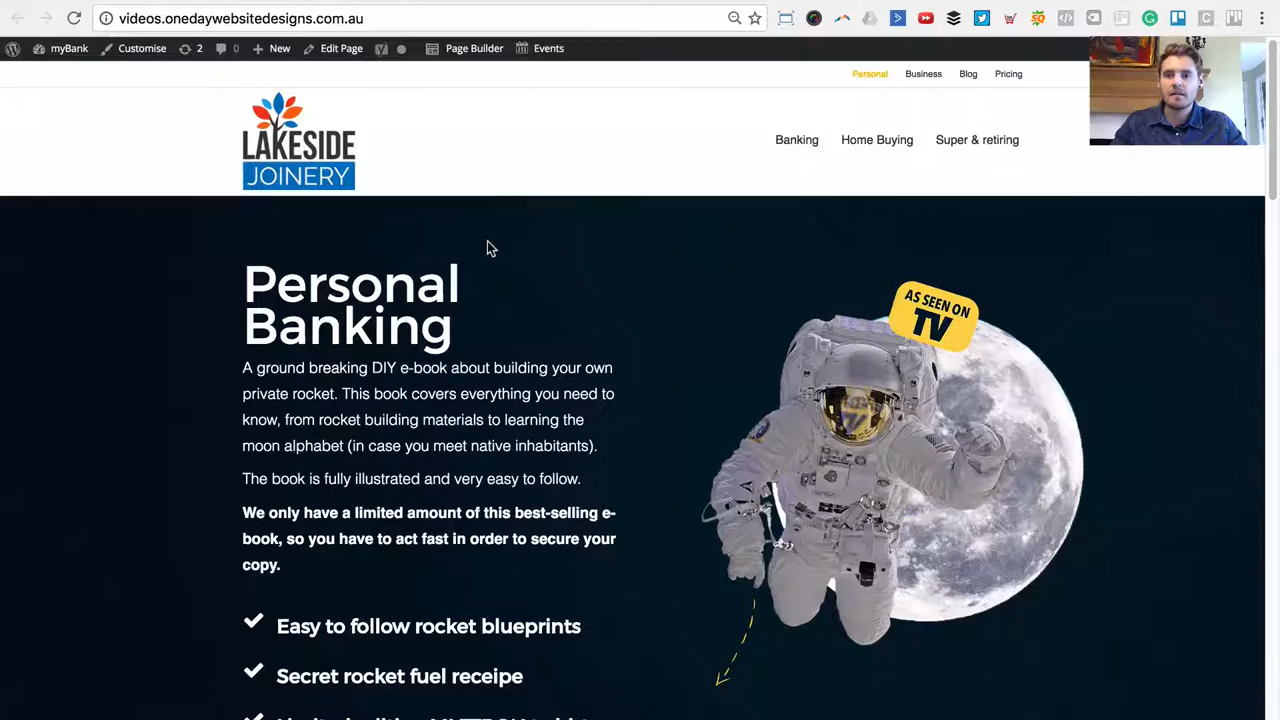 videos.onedaywebsitedesigns.com.au
myBank Customise 2 0 New Edit Page Page Builder Events
Personal Business Blog Pricing
LAKESIDE
JOINERY
Banking Home Buying Super & retiring
Personal
Banking
AS SEEN ON
TV
A ground breaking DIY e-book about building your own
private rocket. This book covers everything you need to
know, from rocket building materials to learning the
moon alphabet (in case you meet native inhabitants).
The book is fully illustrated and very easy to follow.
We only have a limited amount of this best-selling e-
book, so you have to act fast in order to secure your
copy.
Easy to follow rocket blueprints
Secret rocket fuel receipe